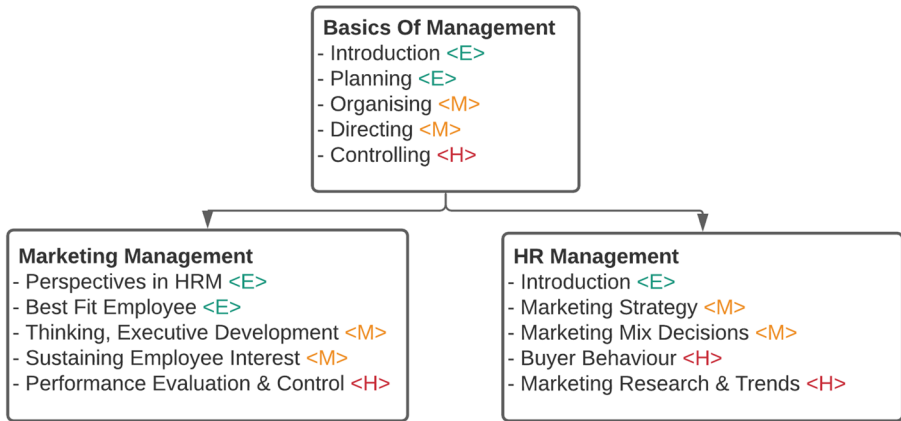 Basics Of Management
- Introduction <E>
- Planning <E>
- Organising <M>
- Directing <M>
- Controlling <H>
Marketing Management
- Perspectives in HRM <E>
- Best Fit Employee <E>
- Thinking, Executive Development <M>
- Sustaining Employee Interest <M>
- Performance Evaluation & Control <H>
HR Management
- Introduction <E>
- Marketing Strategy <M>
- Marketing Mix Decisions <M>
- Buyer Behaviour <H>
- Marketing Research & Trends <H>